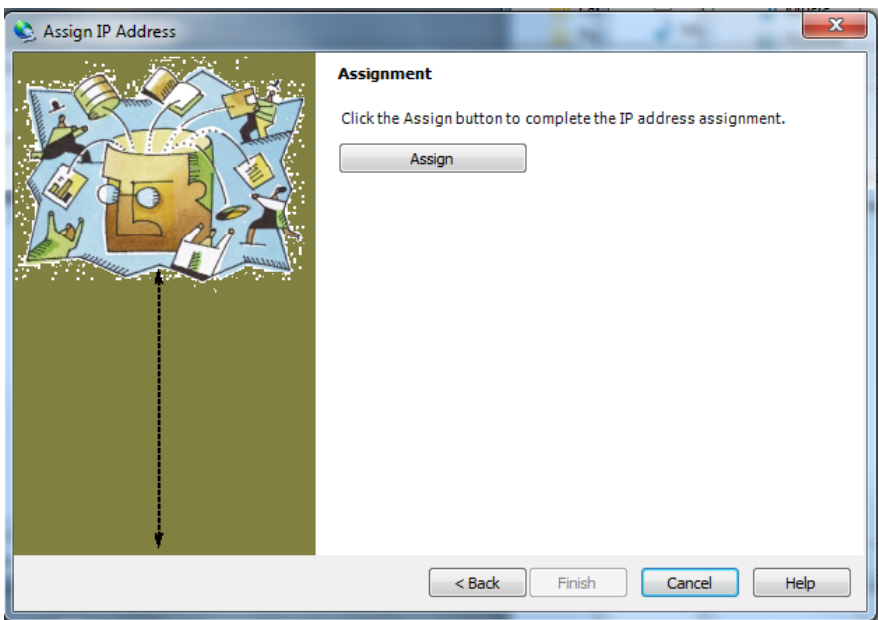 Assign IP Address
Assignment
Click the Assign button to complete the IP address assignment.
Assign
< Back
Finish
Cancel
Help